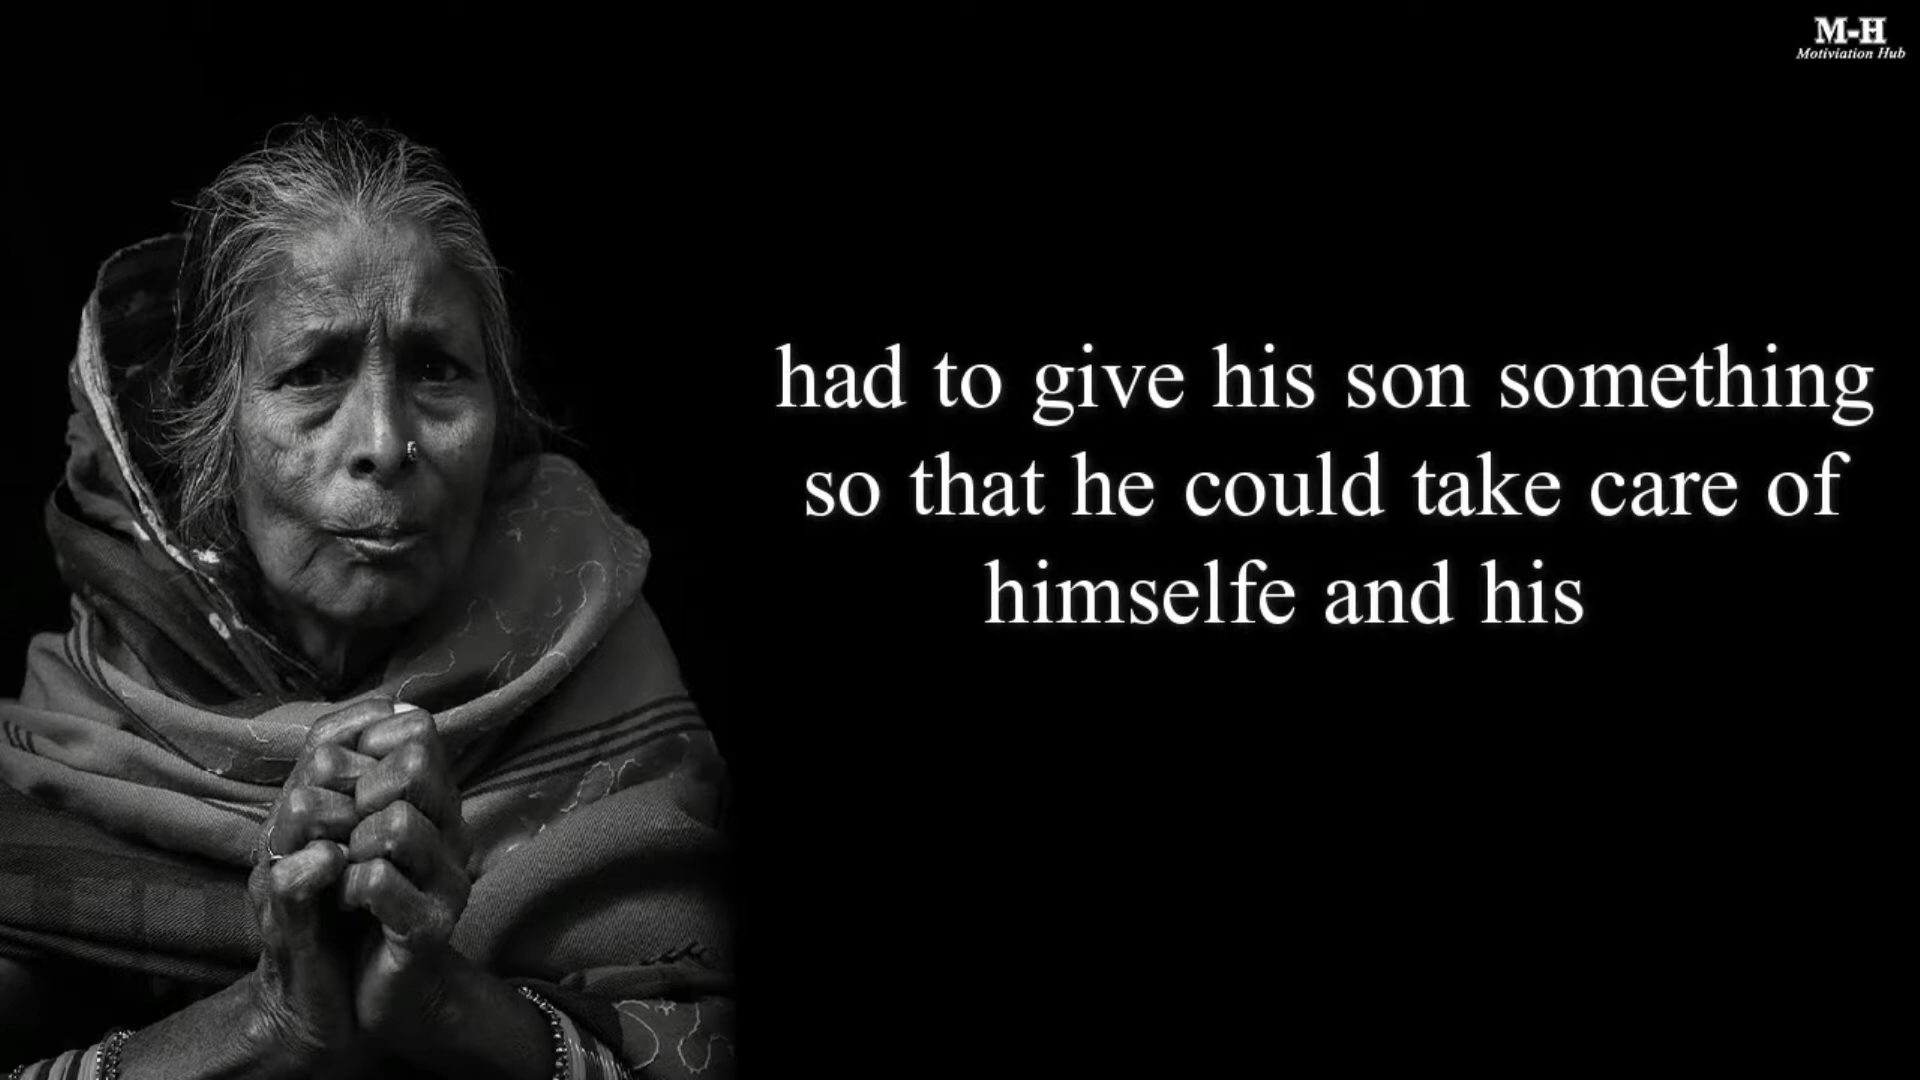 M-H
Motiviation Hub
had to give his son something
so that he could take care of
himselfe and his